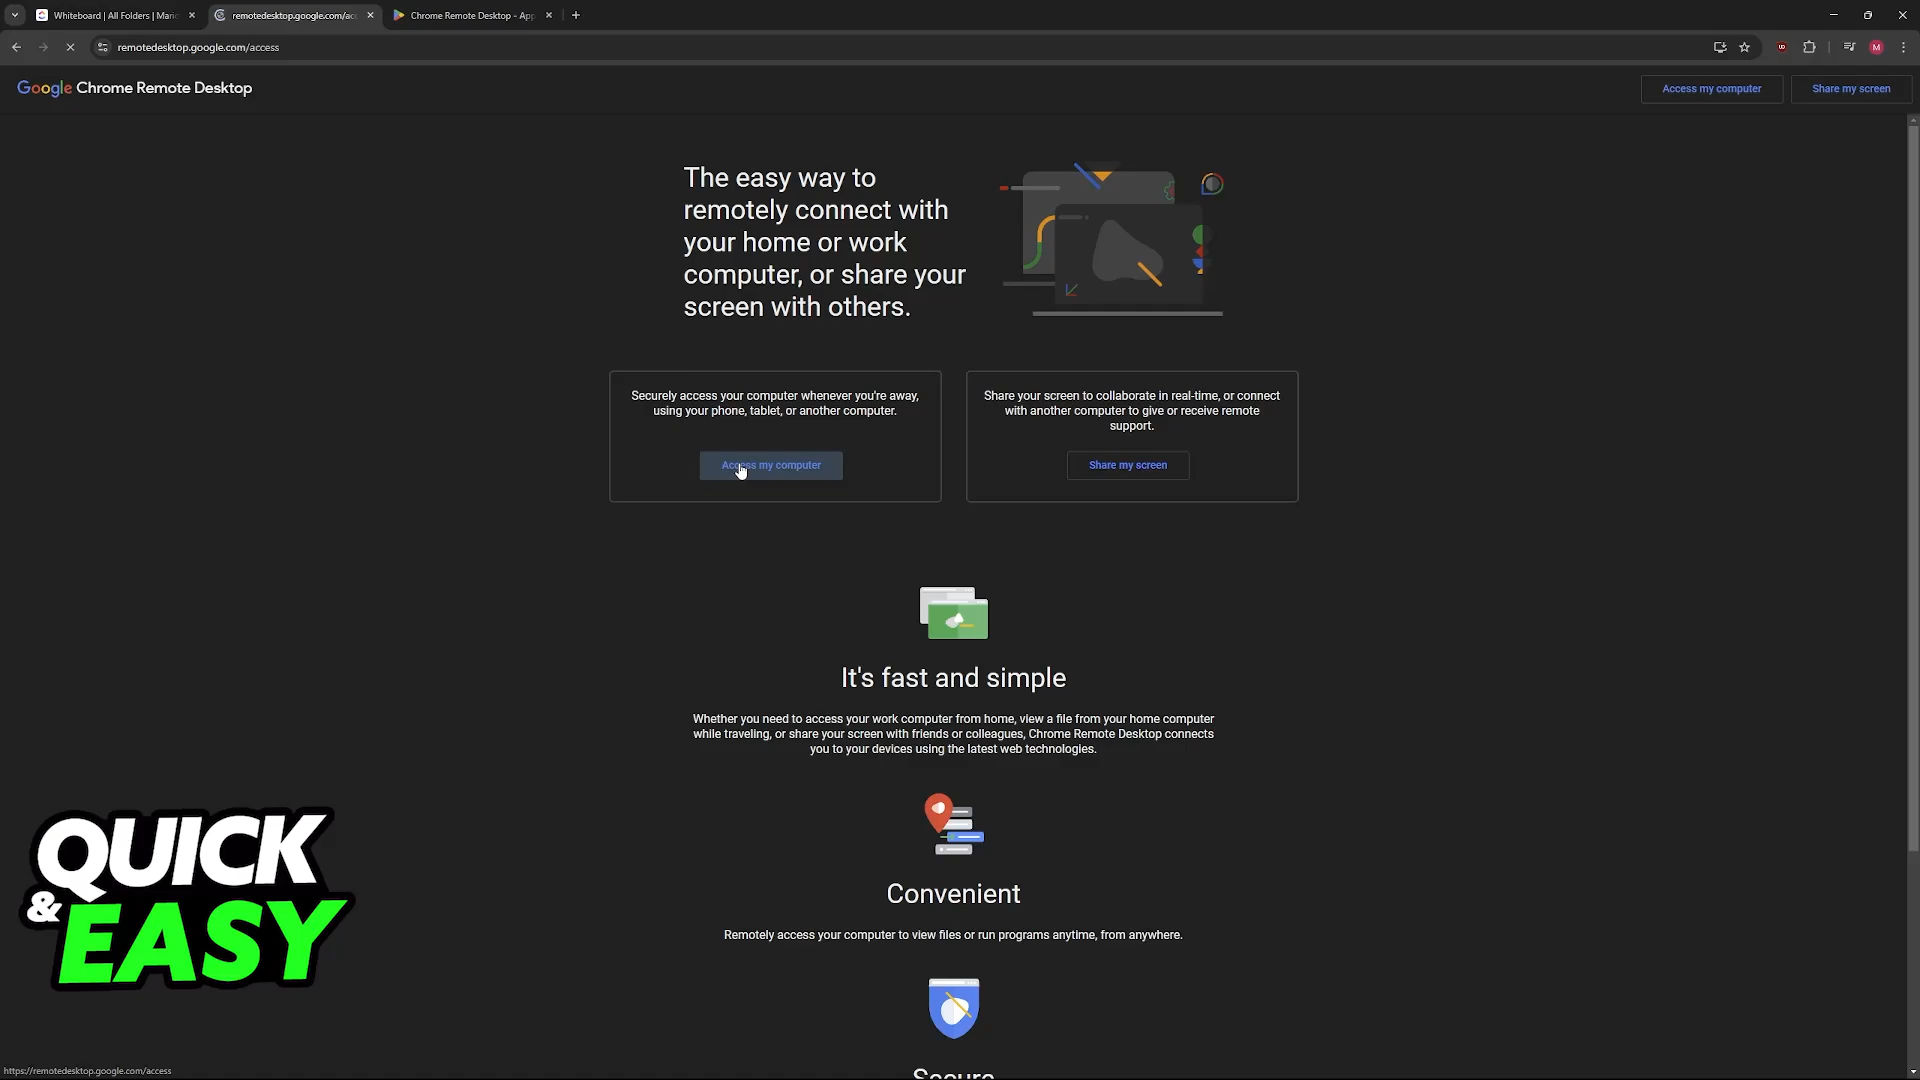 Whiteboard | All Folders | Mario
remotedesktop.google.com/acc
Chrome Remote Desktop - App
remotedesktop.google.com/access
M
Google Chrome Remote Desktop
Access my computer
Share my screen
The easy way to
remotely connect with
your home or work
computer, or share your
screen with others.
Securely access your computer whenever you're away,
using your phone, tablet, or another computer.
Access my computer
Share your screen to collaborate in real-time, or connect
with another computer to give or receive remote
support.
Share my screen
It's fast and simple
Whether you need to access your work computer from home, view a file from your home computer
while traveling, or share your screen with friends or colleagues, Chrome Remote Desktop connects
you to your devices using the latest web technologies.
Convenient
Remotely access your computer to view files or run programs anytime, from anywhere.
Secure
QUICK
& EASY
https://remotedesktop.google.com/access